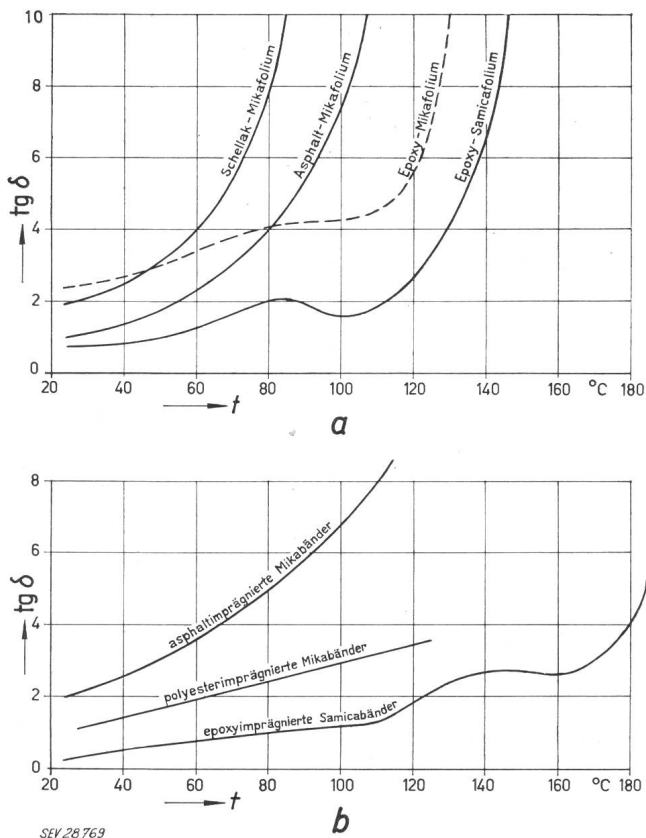 10
8
6
4
2
0
tg δ
Schellak-Mikafolium
Asphalt-Mikafolium
Epoxy-Mikafolium
Epoxy-Samicafolium
20 40 60 80 100 120 140 160 °C 180
t
a
8
6
4
2
0
tg δ
asphaltimprägnierte Mikabänder
polyesterimprägnierte Mikabänder
epoxyimprägnierte Samicabänder
20 40 60 80 100 120 140 160 °C 180
t
b
SEV 28769